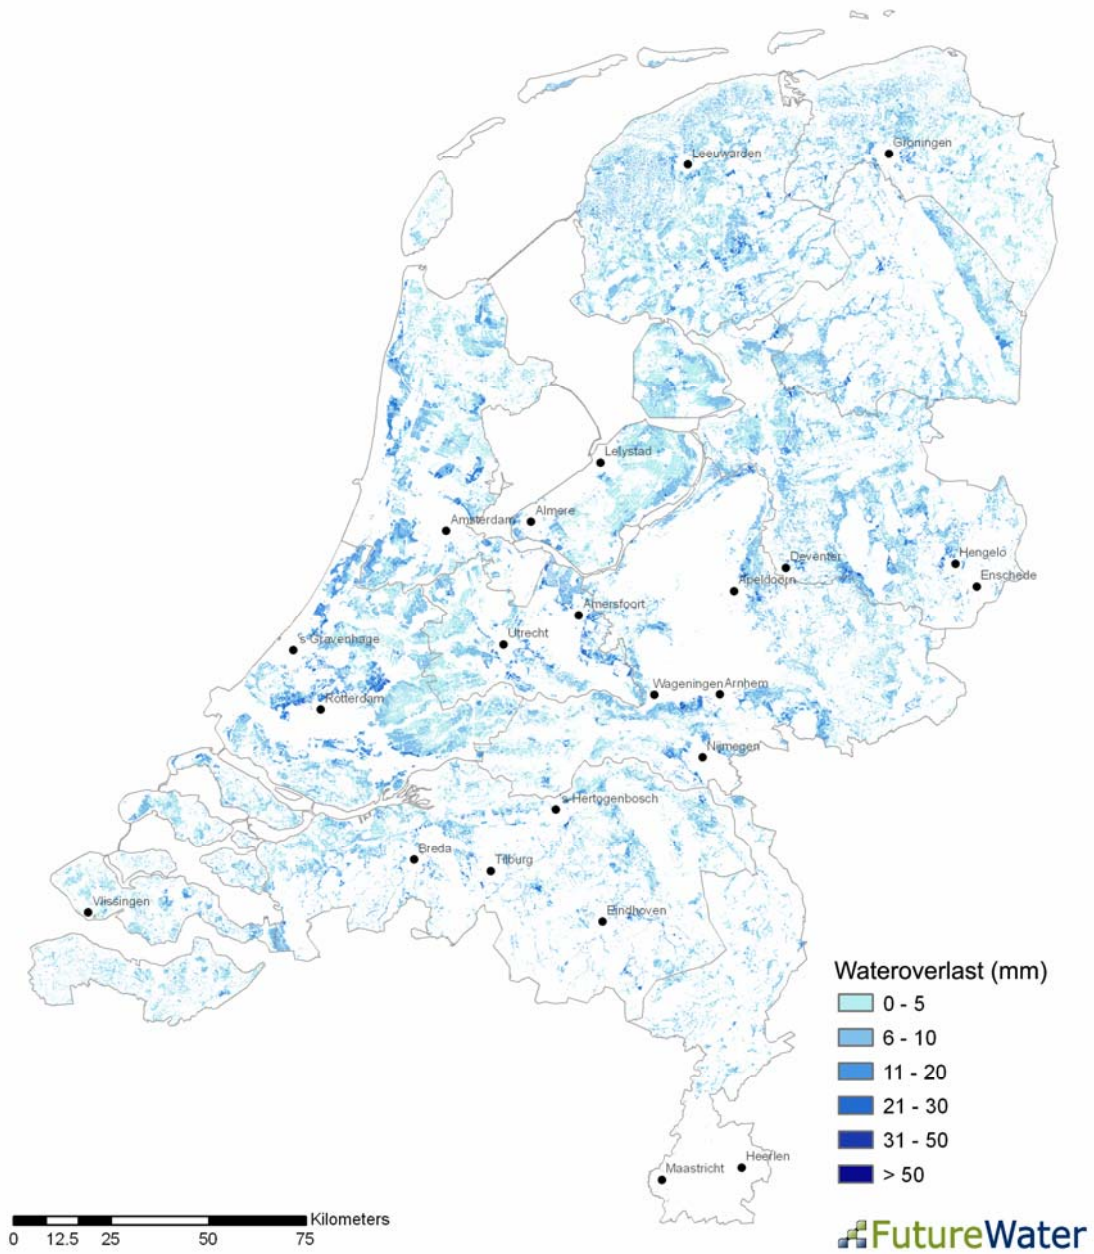 Groningen
Leeuwarden
Lelystad
Almere
Amsterdam
Deventer
Hengelo
Apeldoorn
Enschede
Amersfoort
Utrecht
's Gravenhage
Wageningen
Arnhem
Rotterdam
Nijmegen
's Hertogenbosch
Breda
Tilburg
Vlissingen
Eindhoven
Wateroverlast (mm)
0 - 5
6 - 10
11 - 20
21 - 30
31 - 50
> 50
Heerlen
Maastricht
Kilometers
0 12.5 25 50 75
FutureWater